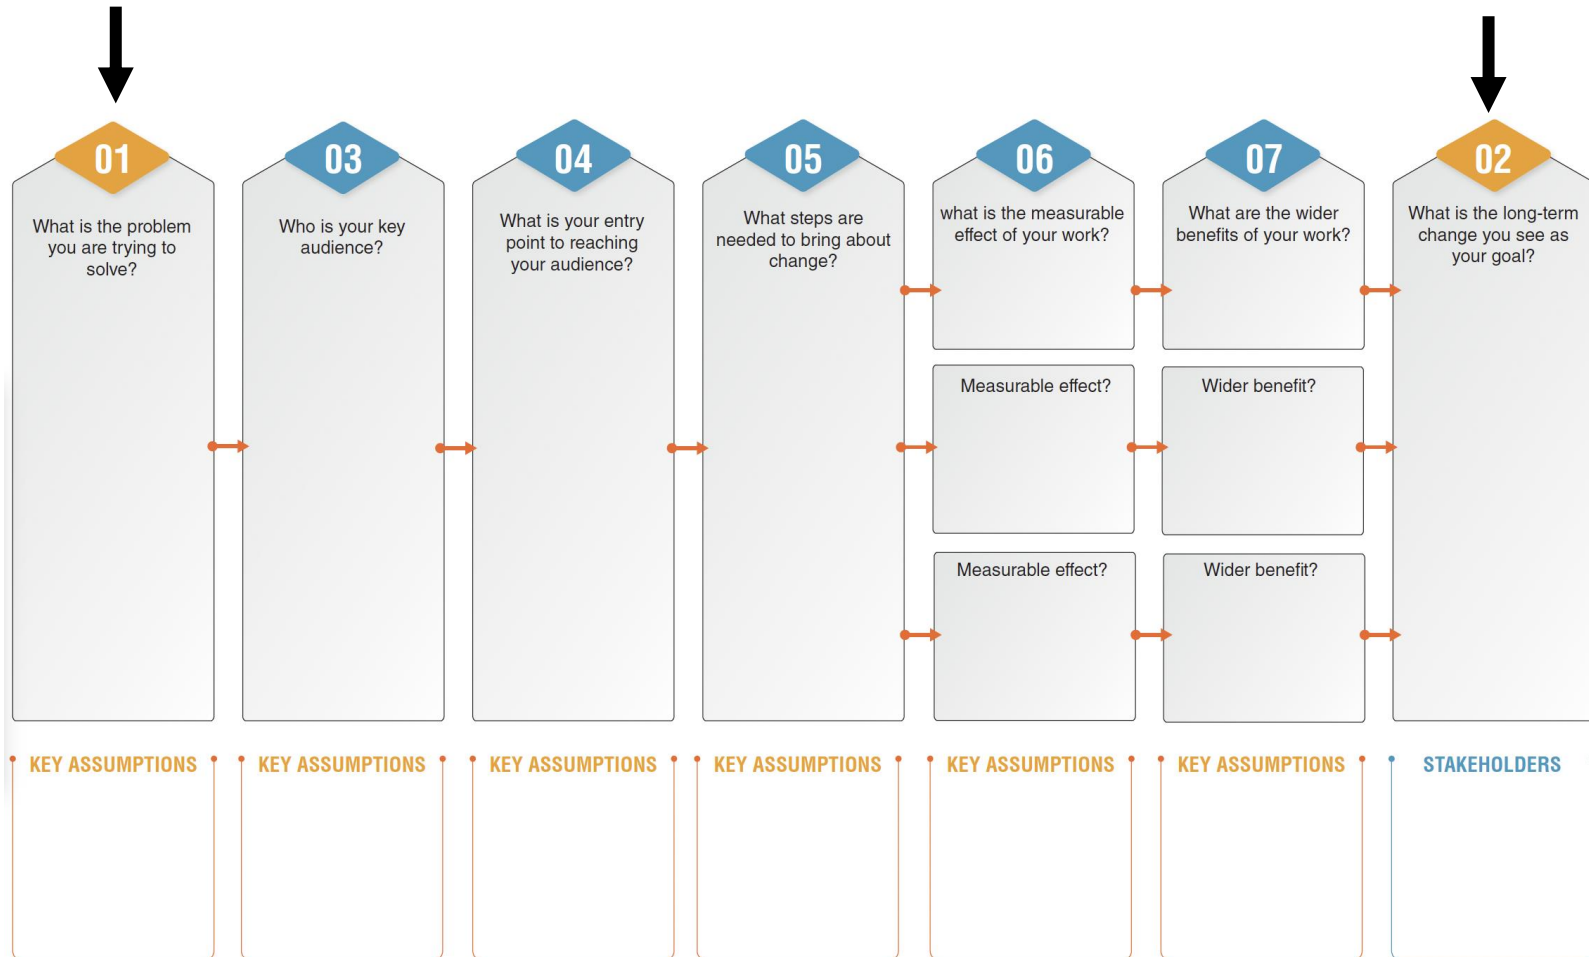 01
What is the problem
you are trying to
solve?
03
Who is your key
audience?
04
What is your entry
point to reaching
your audience?
05
What steps are
needed to bring about
change?
06
what is the measurable
effect of your work?
Measurable effect?
Measurable effect?
07
What are the wider
benefits of your work?
Wider benefit?
Wider benefit?
02
What is the long-term
change you see as
your goal?
KEY ASSUMPTIONS
KEY ASSUMPTIONS
KEY ASSUMPTIONS
KEY ASSUMPTIONS
KEY ASSUMPTIONS
KEY ASSUMPTIONS
STAKEHOLDERS